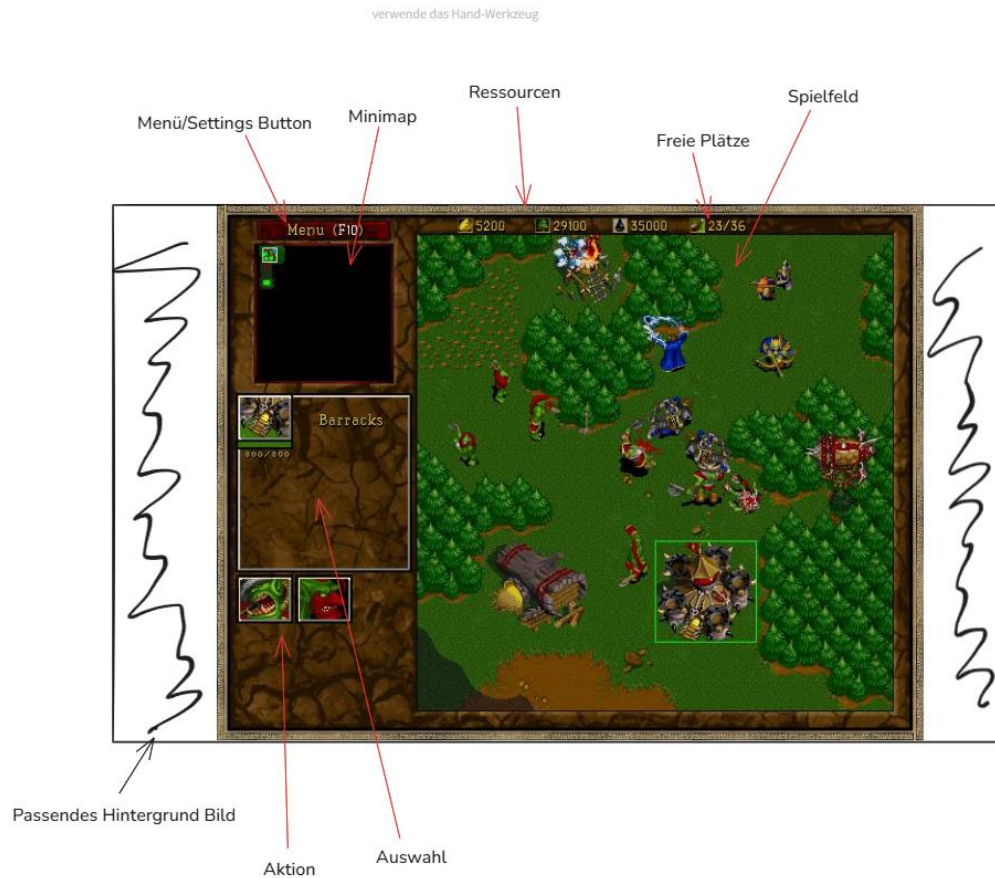 verwende das Hand-Werkzeug
Ressourcen
Spielfeld
Menü/Settings Button
Minimap
Freie Plätze
Menu (F10)
5200
29100
35000
23/36
Barracks
800/800
Passendes Hintergrund Bild
Aktion
Auswahl